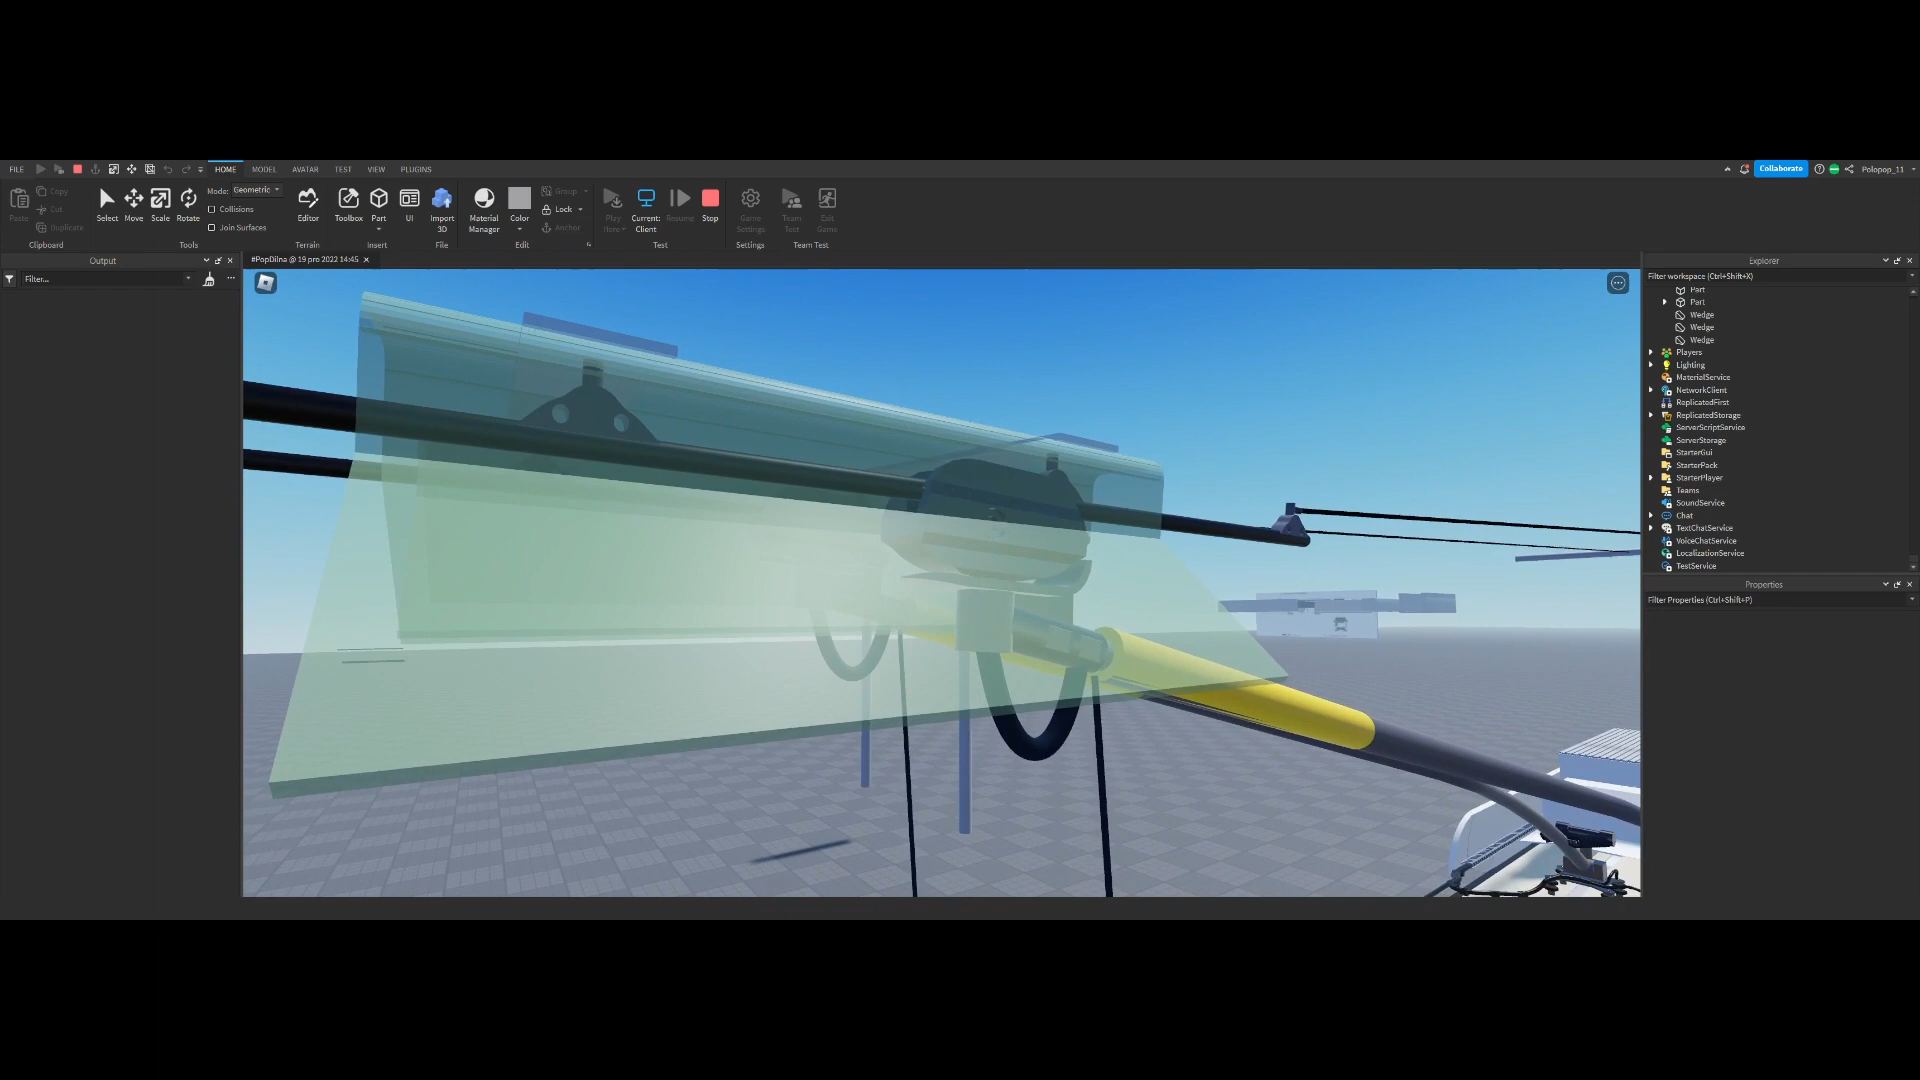 FILE HOME MODEL AVATAR TEST VIEW PLUGINS Collaborate Polopop_11
Paste Copy Cut Duplicate Clipboard
Select Move Scale Rotate Mode: Geometric Collisions Join Surfaces Tools
Editor Terrain
Toolbox Part UI Insert
Import 3D File
Material Manager Color Group Lock Anchor Edit
Play Here Current: Client Resume Stop Test
Game Settings Settings
Team Test Exit Game Team Test
Output
Filter...
#PopDilna @ 19 pro 2022 14:45
Explorer
Filter workspace (Ctrl+Shift+X)
Part
Part
Wedge
Wedge
Wedge
Players
Lighting
MaterialService
NetworkClient
ReplicatedFirst
ReplicatedStorage
ServerScriptService
ServerStorage
StarterGui
StarterPack
StarterPlayer
Teams
SoundService
Chat
TextChatService
VoiceChatService
LocalizationService
TestService
Properties
Filter Properties (Ctrl+Shift+P)